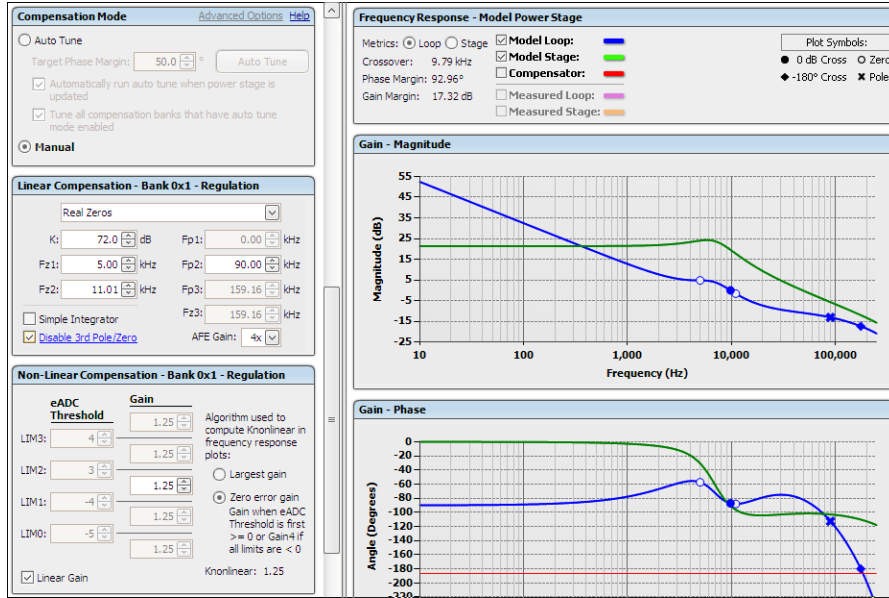 Compensation Mode
Advanced Options Help
Auto Tune
Target Phase Margin: 50.0 ° Auto Tune
Automatically run auto tune when power stage is
updated
Tune all compensation banks that have auto tune
mode enabled
Manual
Linear Compensation - Bank 0x1 - Regulation
Real Zeros
K: 72.0 dB Fp1: 0.00 kHz
Fz1: 5.00 kHz Fp2: 90.00 kHz
Fz2: 11.01 kHz Fp3: 159.16 kHz
Fz3: 159.16 kHz
Simple Integrator
Disable 3rd Pole/Zero AFE Gain: 4x
Non-Linear Compensation - Bank 0x1 - Regulation
eADC
Threshold
Gain
1.25
LIM3: 4
1.25
LIM2: 3
1.25
LIM1: -4
1.25
LIM0: -5
1.25
Algorithm used to
compute Knonlinear in
frequency response
plots:
Largest gain
Zero error gain
Gain when eADC
Threshold is first
>= 0 or Gain4 if
all limits are < 0
Linear Gain
Knonlinear: 1.25
Frequency Response - Model Power Stage
Metrics: Loop Stage
Crossover: 9.79 kHz
Phase Margin: 92.96°
Gain Margin: 17.32 dB
Model Loop:
Model Stage:
Compensator:
Measured Loop:
Measured Stage:
Plot Symbols:
0 dB Cross Zero
-180° Cross Pole
Gain - Magnitude
Magnitude (dB)
55
45
35
25
15
5
-5
-15
-25
10 100 1,000 10,000 100,000
Frequency (Hz)
Gain - Phase
Angle (Degrees)
0
-20
-40
-60
-80
-100
-120
-140
-160
-180
-200
-220